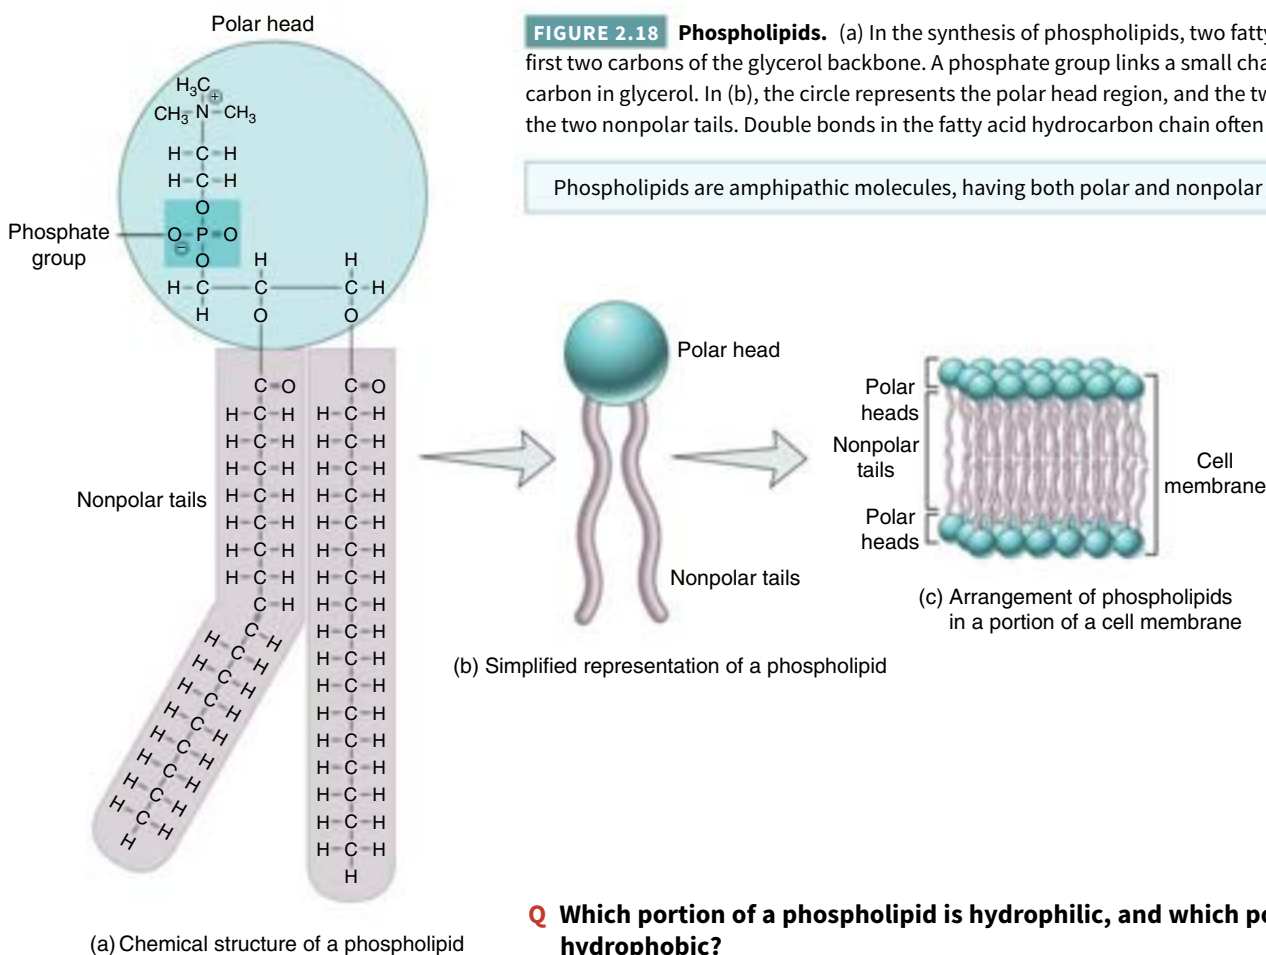 Polar head
FIGURE 2.18 Phospholipids. (a) In the synthesis of phospholipids, two fatty
first two carbons of the glycerol backbone. A phosphate group links a small cha
carbon in glycerol. In (b), the circle represents the polar head region, and the tw
the two nonpolar tails. Double bonds in the fatty acid hydrocarbon chain often
Phospholipids are amphipathic molecules, having both polar and nonpolar
H3C
+
CH3 N CH3
H C H
H C H
O
Phosphate
group
O P O
−
O
H H
H C C C H
H O O
Polar head
Polar
heads
Nonpolar
tails
Polar
heads
Cell
membrane
C O C O
H C H H C H
H C H H C H
H C H H C H
Nonpolar tails
H C H H C H
H C H H C H
H C H H C H
H C H H C H
C H H C H
Nonpolar tails
H C H H C H
H C H H C H
H C H H C H
H C H H C H
H C H H C H
H C H H C H
H C H H C H
H C H H C H
H C H
H H
(c) Arrangement of phospholipids
in a portion of a cell membrane
(b) Simplified representation of a phospholipid
(a) Chemical structure of a phospholipid
Q Which portion of a phospholipid is hydrophilic, and which po
hydrophobic?